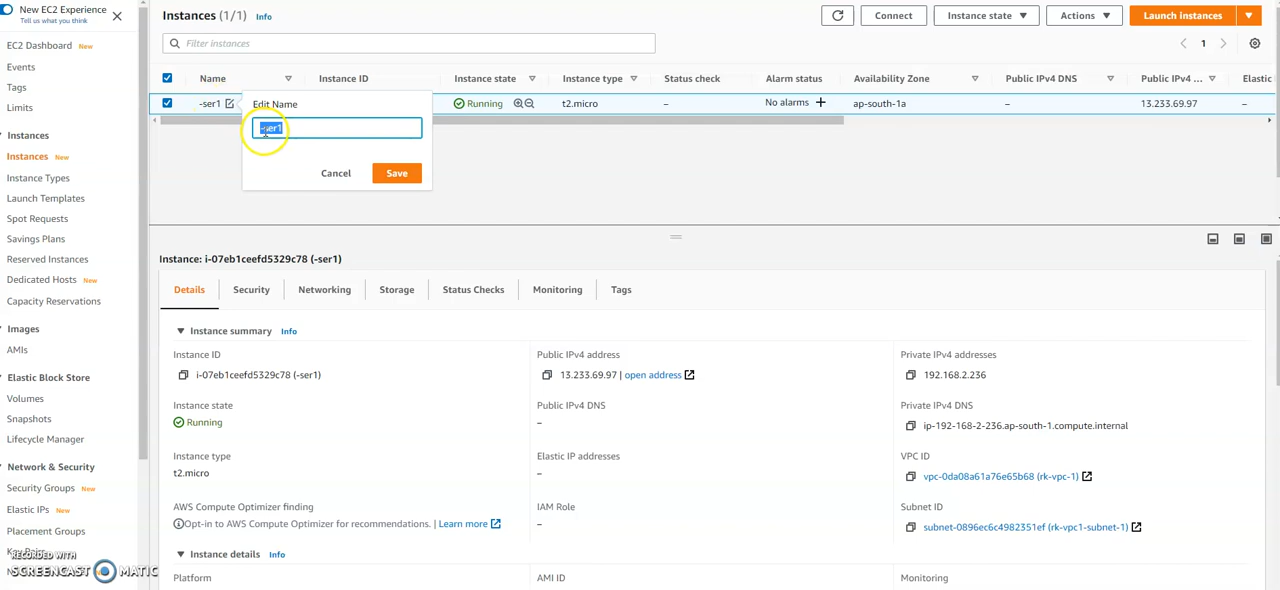 New EC2 Experience
Tell us what you think
EC2 Dashboard New
Events
Tags
Limits
Instances
Instances New
Instance Types
Launch Templates
Spot Requests
Savings Plans
Reserved Instances
Dedicated Hosts New
Capacity Reservations
Images
AMIs
Elastic Block Store
Volumes
Snapshots
Lifecycle Manager
Network & Security
Security Groups New
Elastic IPs New
Placement Groups
RECORDED WITH
SCREENCAST MATIC
Instances (1/1) Info
Connect
Instance state
Actions
Launch instances
Filter instances
1
Name Instance ID Instance state Instance type Status check Alarm status Availability Zone Public IPv4 DNS Public IPv4 ... Elastic
-ser1 Running t2.micro – No alarms + ap-south-1a – 13.233.69.97 –
Edit Name
-ser1
Cancel Save
Instance: i-07eb1ceefd5329c78 (-ser1)
Details Security Networking Storage Status Checks Monitoring Tags
Instance summary Info
Instance ID Public IPv4 address Private IPv4 addresses
i-07eb1ceefd5329c78 (-ser1) 13.233.69.97 | open address 192.168.2.236
Instance state Public IPv4 DNS Private IPv4 DNS
Running – ip-192-168-2-236.ap-south-1.compute.internal
Instance type Elastic IP addresses VPC ID
t2.micro – vpc-0da08a61a76e65b68 (rk-vpc-1)
AWS Compute Optimizer finding IAM Role Subnet ID
Opt-in to AWS Compute Optimizer for recommendations. | Learn more – subnet-0896ec6c4982351ef (rk-vpc1-subnet-1)
Instance details Info
Platform AMI ID Monitoring